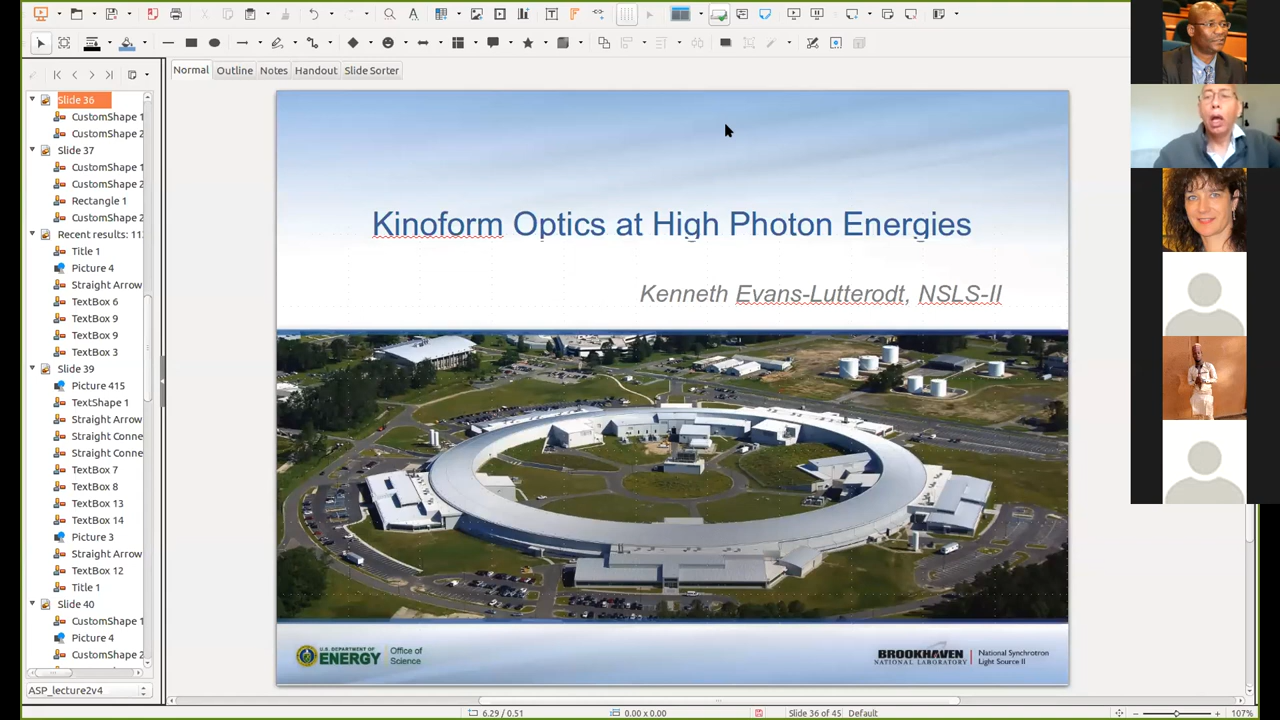 Normal
Outline
Notes
Handout
Slide Sorter
Slide 36
CustomShape 1
CustomShape 2
Slide 37
CustomShape 1
CustomShape 2
Rectangle 1
CustomShape 2
Recent results: 11
Title 1
Picture 4
Straight Arrow
TextBox 6
TextBox 9
TextBox 9
TextBox 3
Slide 39
Picture 415
TextShape 1
Straight Arrow
Straight Conne
Straight Conne
TextBox 7
TextBox 8
TextBox 13
TextBox 14
Picture 3
Straight Arrow
TextBox 12
Title 1
Slide 40
CustomShape 1
Picture 4
CustomShape 2
ASP_lecture2v4
Kinoform Optics at High Photon Energies
Kenneth Evans-Lutterodt, NSLS-II
U.S. DEPARTMENT OF
ENERGY
Office of
Science
BROOKHAVEN
NATIONAL LABORATORY
National Synchrotron
Light Source II
6.29 / 0.51
0.00 x 0.00
Slide 36 of 45
Default
107%